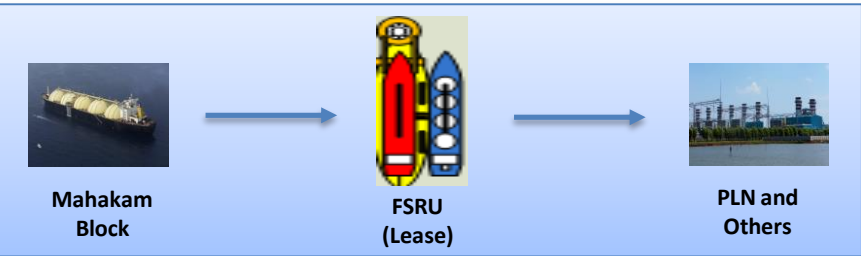 Mahakam
Block
FSRU
(Lease)
PLN and
Others